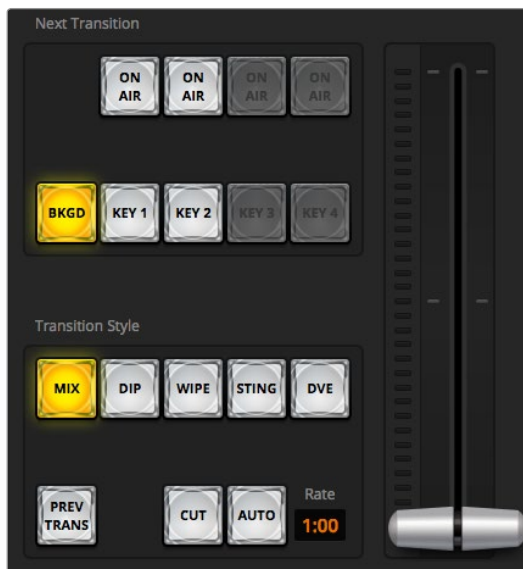 Next Transition
ON AIR ON AIR ON AIR ON AIR
BKGD KEY 1 KEY 2 KEY 3 KEY 4
Transition Style
MIX DIP WIPE STING DVE
PREV TRANS CUT AUTO Rate 1:00